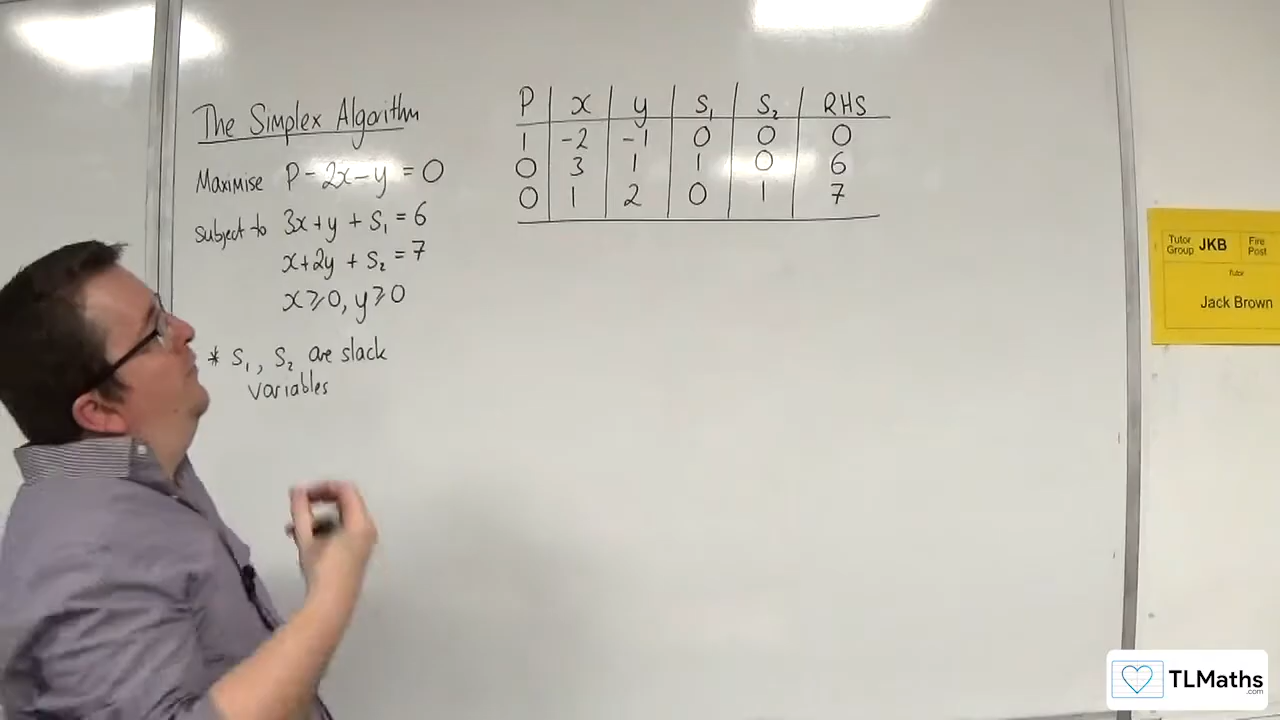 The Simplex Algorithm
Maximise P - 2x - y = 0
subject to 3x + y + S₁ = 6
x + 2y + S₂ = 7
x ≥ 0, y ≥ 0
* S₁, S₂ are slack
variables
P x y S₁ S₂ RHS
1 -2 -1 0 0 0
0 3 1 1 0 6
0 1 2 0 1 7
Tutor Group JKB Fire Post
Tutor
Jack Brown
TLMaths
.com